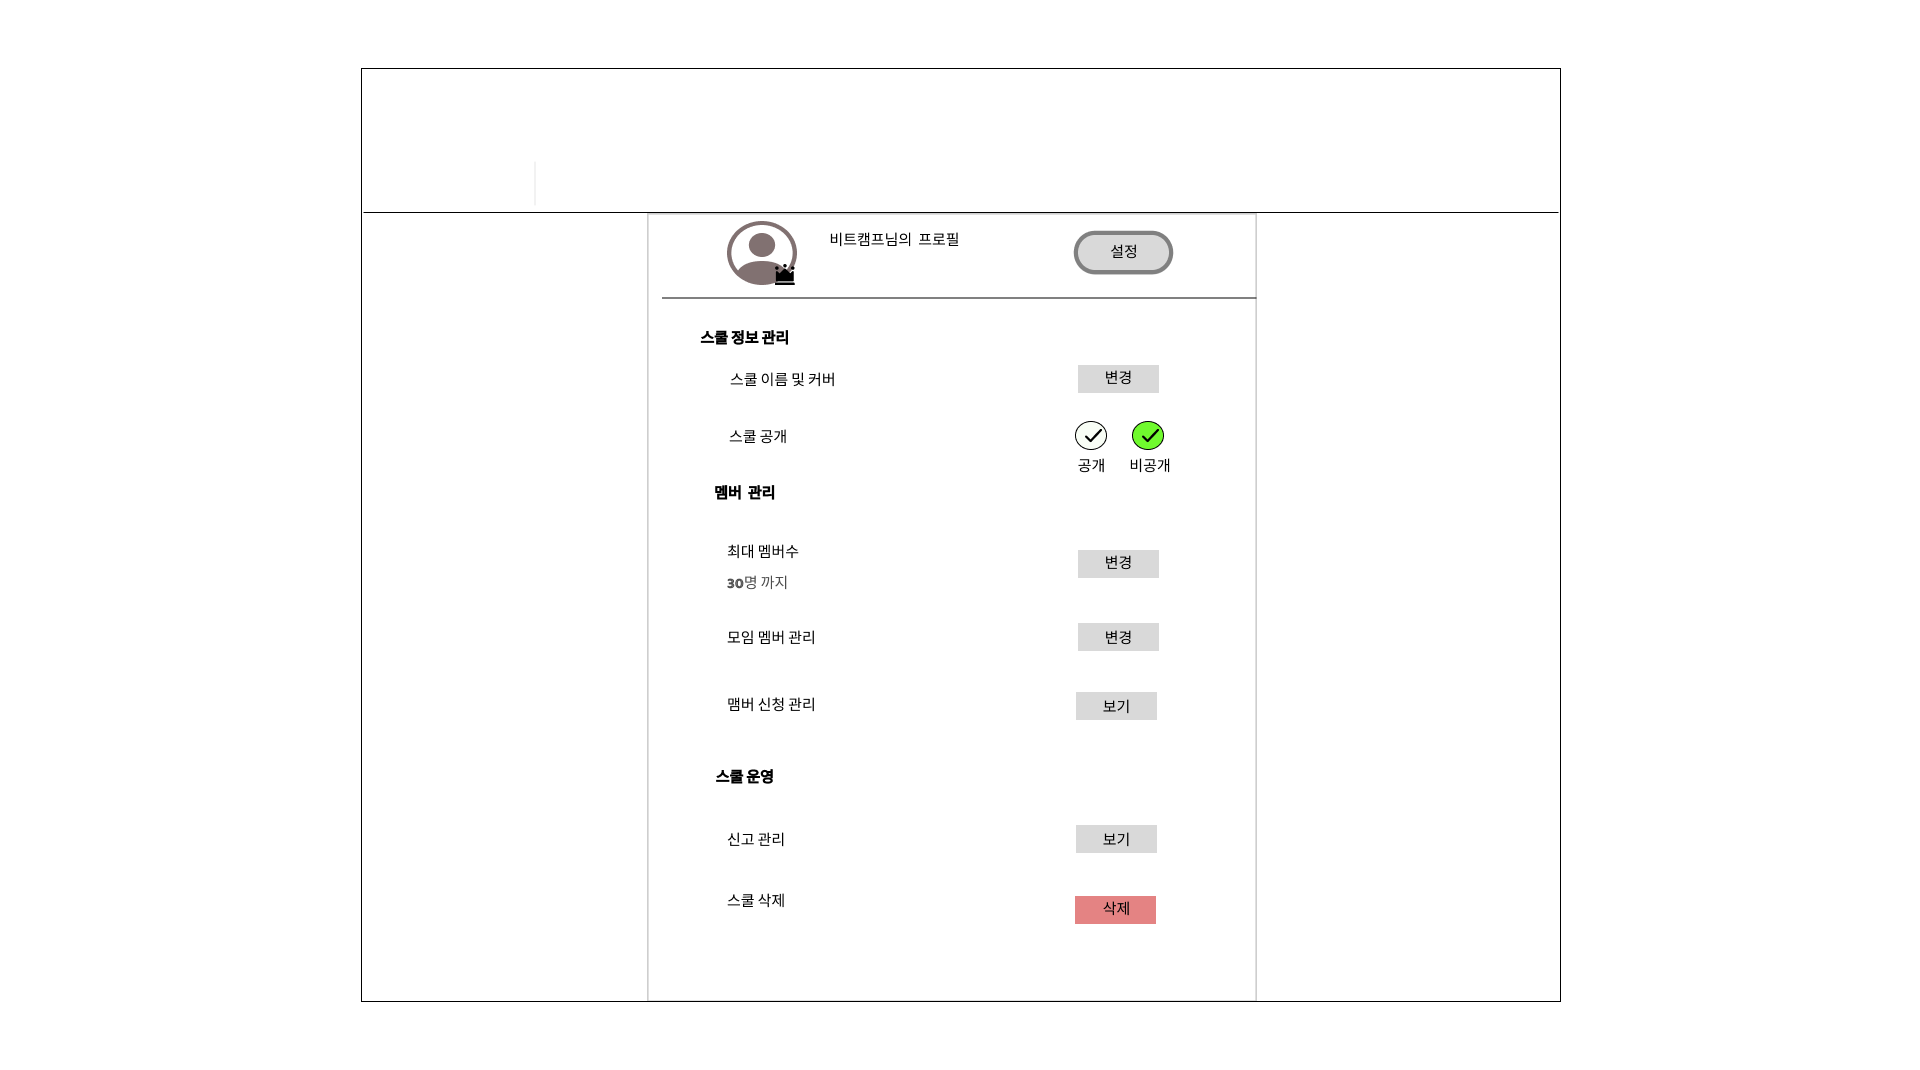 비트캠프님의 프로필
설정
스쿨 정보 관리
스쿨 이름 및 커버
변경
스쿨 공개
공개
비공개
멤버 관리
최대 멤버수
변경
30명 까지
모임 멤버 관리
변경
맴버 신청 관리
보기
스쿨 운영
신고 관리
보기
스쿨 삭제
삭제